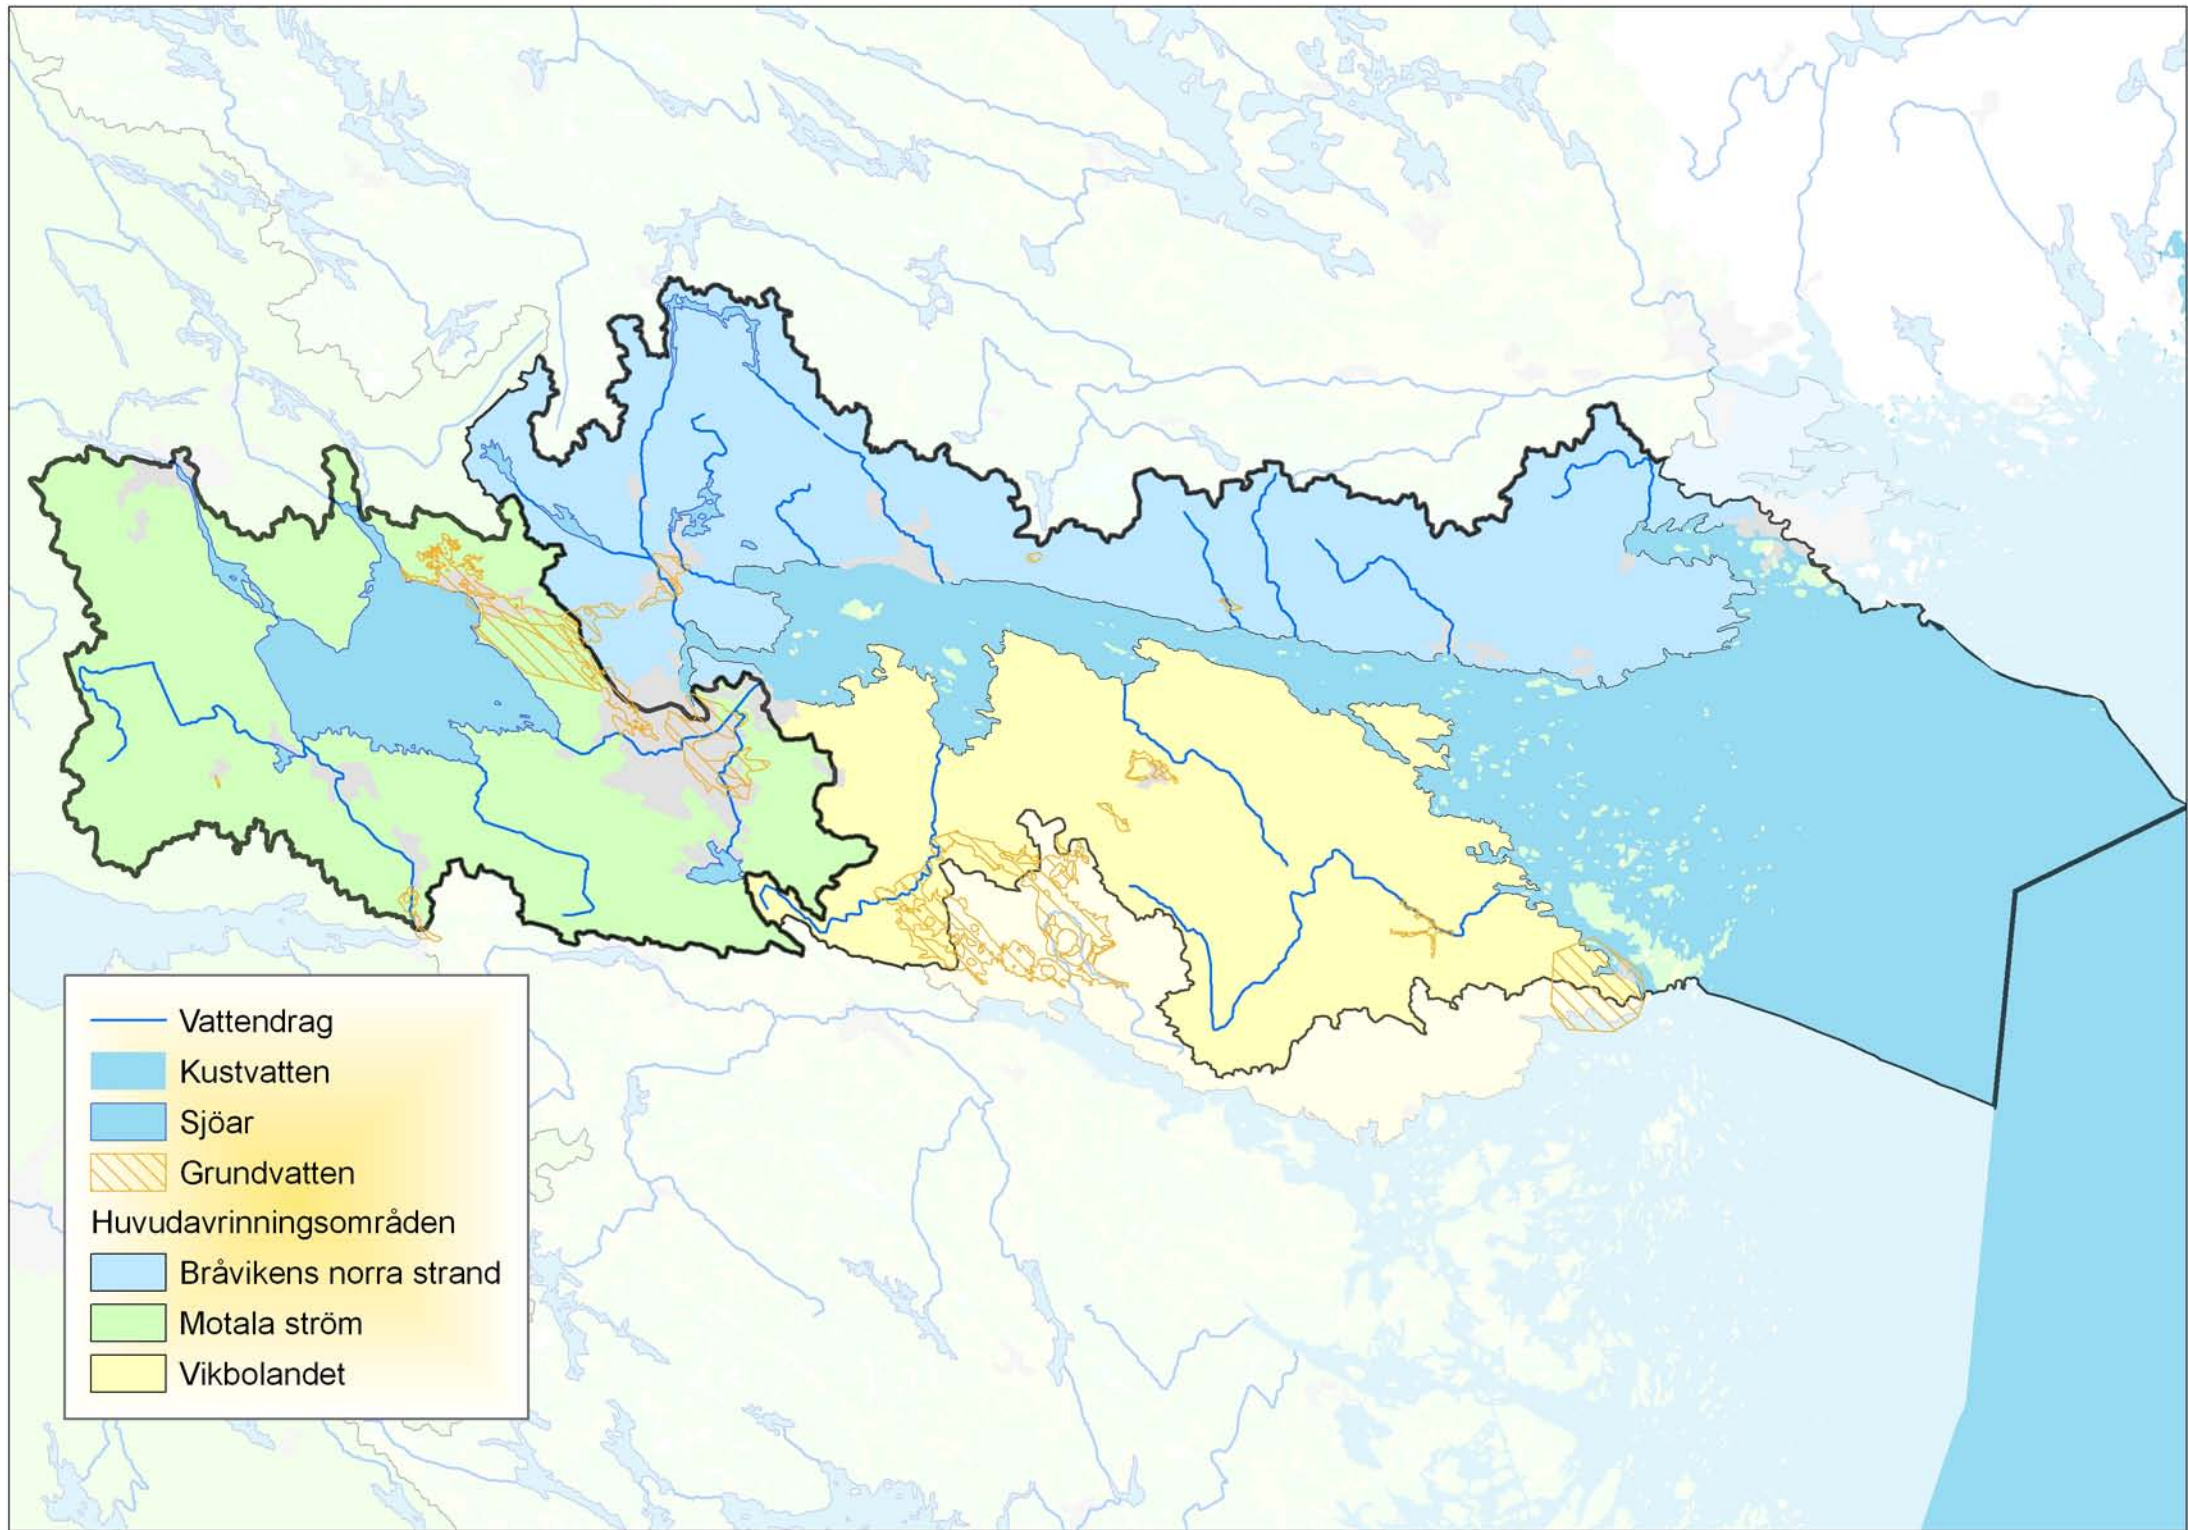 Vattendrag
Kustvatten
Sjöar
Grundvatten
Huvudavrinningsområden
Bråvikens norra strand
Motala ström
Vikbolandet